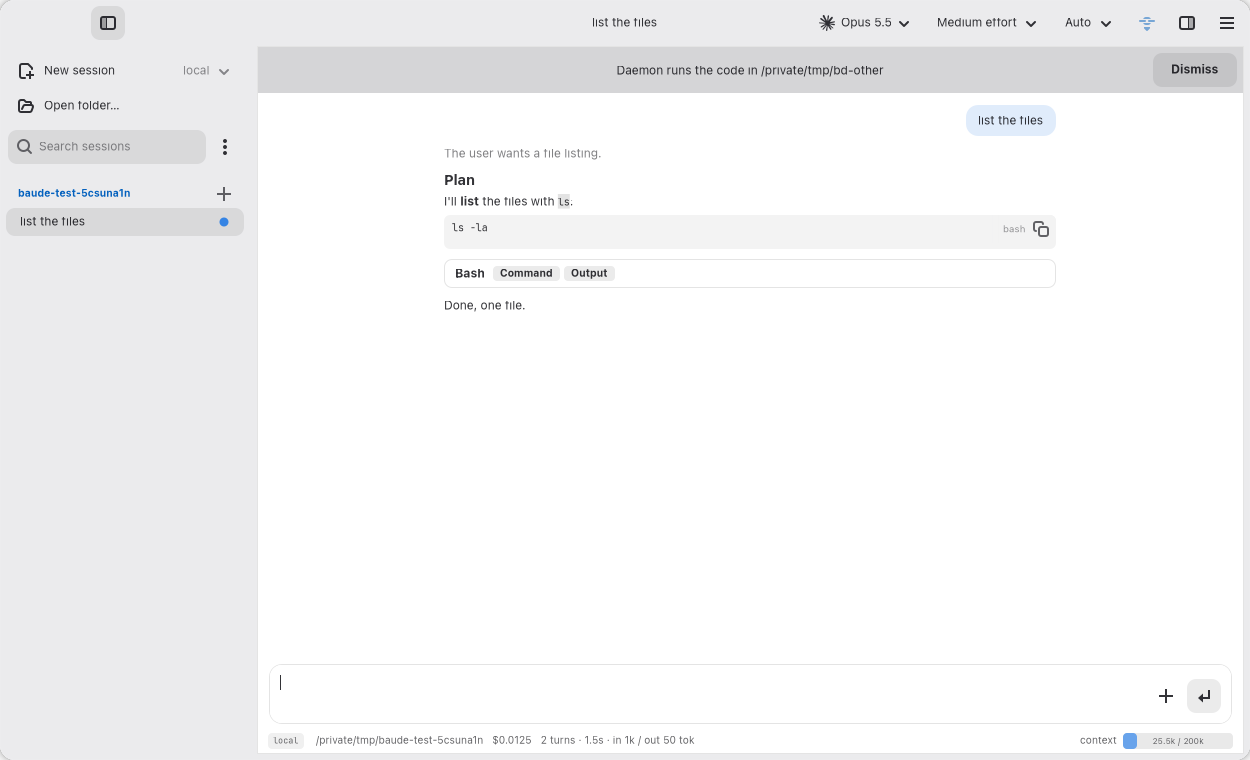 list the files
Opus 5.5
Medium effort
Auto
New session
local
Open folder...
Search sessions
baude-test-5csuna1n
list the files
Daemon runs the code in /private/tmp/bd-other
Dismiss
list the files
The user wants a file listing.
Plan
I'll list the files with ls:
ls -la
bash
Bash Command Output
Done, one file.
local /private/tmp/baude-test-5csuna1n $0.0125 2 turns · 1.5s · in 1k / out 50 tok
context 25.5k / 200k